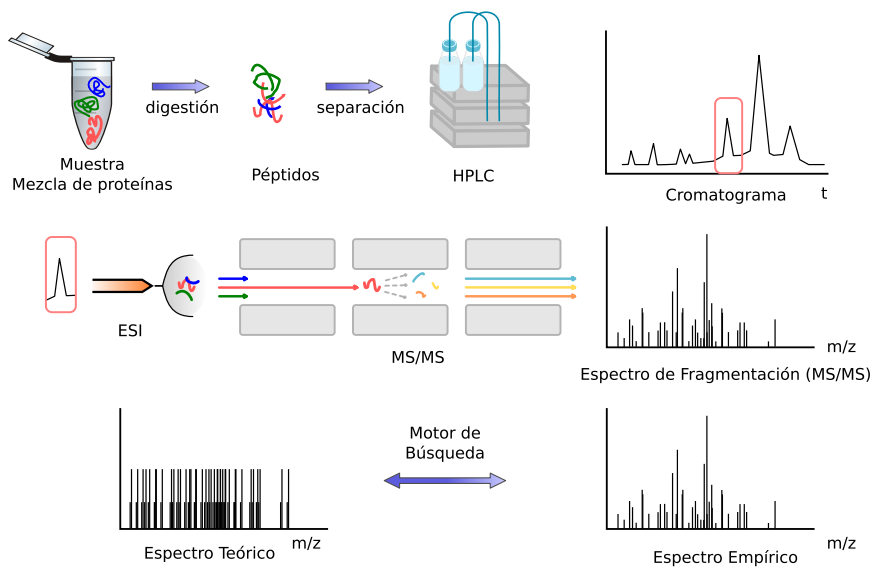 digestión
separación
Muestra
Mezcla de proteínas
Péptidos
HPLC
Cromatograma
t
ESI
MS/MS
m/z
Espectro de Fragmentación (MS/MS)
Motor de
Búsqueda
m/z
Espectro Teórico
m/z
Espectro Empírico